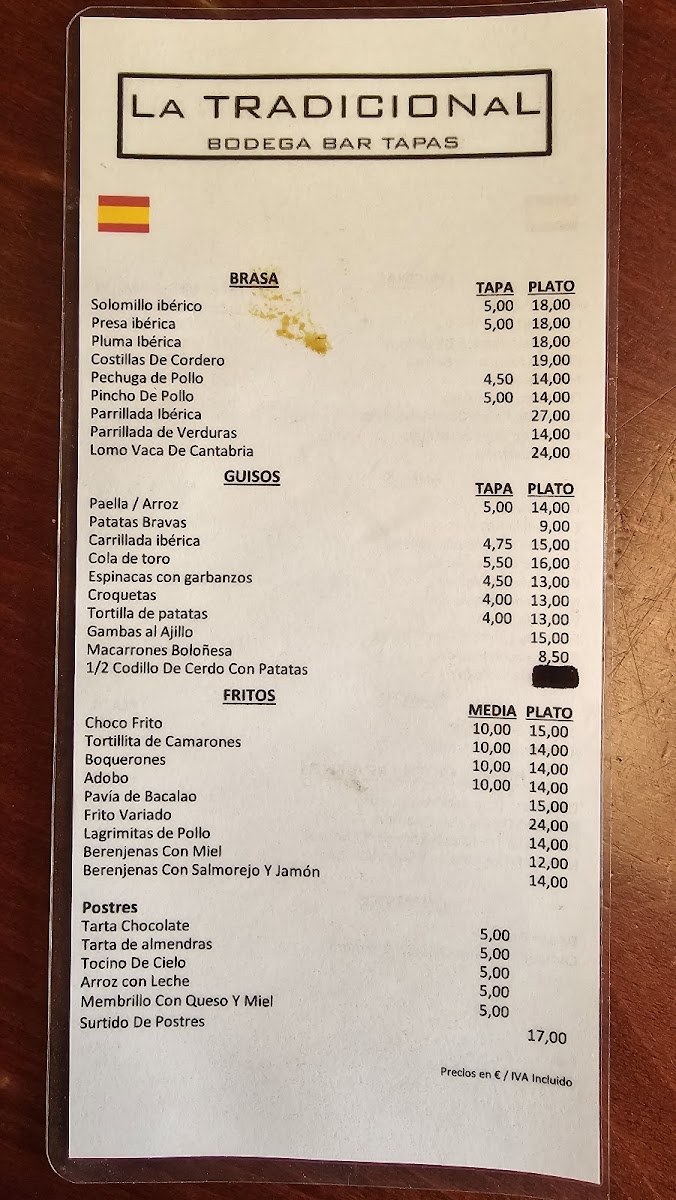 LA TRADICIONAL
BODEGA BAR TAPAS
BRASA TAPA PLATO
Solomillo ibérico 5,00 18,00
Presa ibérica 5,00 18,00
Pluma Ibérica 18,00
Costillas De Cordero 19,00
Pechuga de Pollo 4,50 14,00
Pincho De Pollo 5,00 14,00
Parrillada Ibérica 27,00
Parrillada de Verduras 14,00
Lomo Vaca De Cantabria 24,00
GUISOS TAPA PLATO
Paella / Arroz 5,00 14,00
Patatas Bravas 9,00
Carrillada ibérica 4,75 15,00
Cola de toro 5,50 16,00
Espinacas con garbanzos 4,50 13,00
Croquetas 4,00 13,00
Tortilla de patatas 4,00 13,00
Gambas al Ajillo 15,00
Macarrones Boloñesa 8,50
1/2 Codillo De Cerdo Con Patatas
FRITOS MEDIA PLATO
Choco Frito 10,00 15,00
Tortillita de Camarones 10,00 14,00
Boquerones 10,00 14,00
Adobo 10,00 14,00
Pavía de Bacalao 15,00
Frito Variado 24,00
Lagrimitas de Pollo 14,00
Berenjenas Con Miel 12,00
Berenjenas Con Salmorejo Y Jamón 14,00
Postres
Tarta Chocolate 5,00
Tarta de almendras 5,00
Tocino De Cielo 5,00
Arroz con Leche 5,00
Membrillo Con Queso Y Miel 5,00
Surtido De Postres 17,00
Precios en € / IVA Incluido